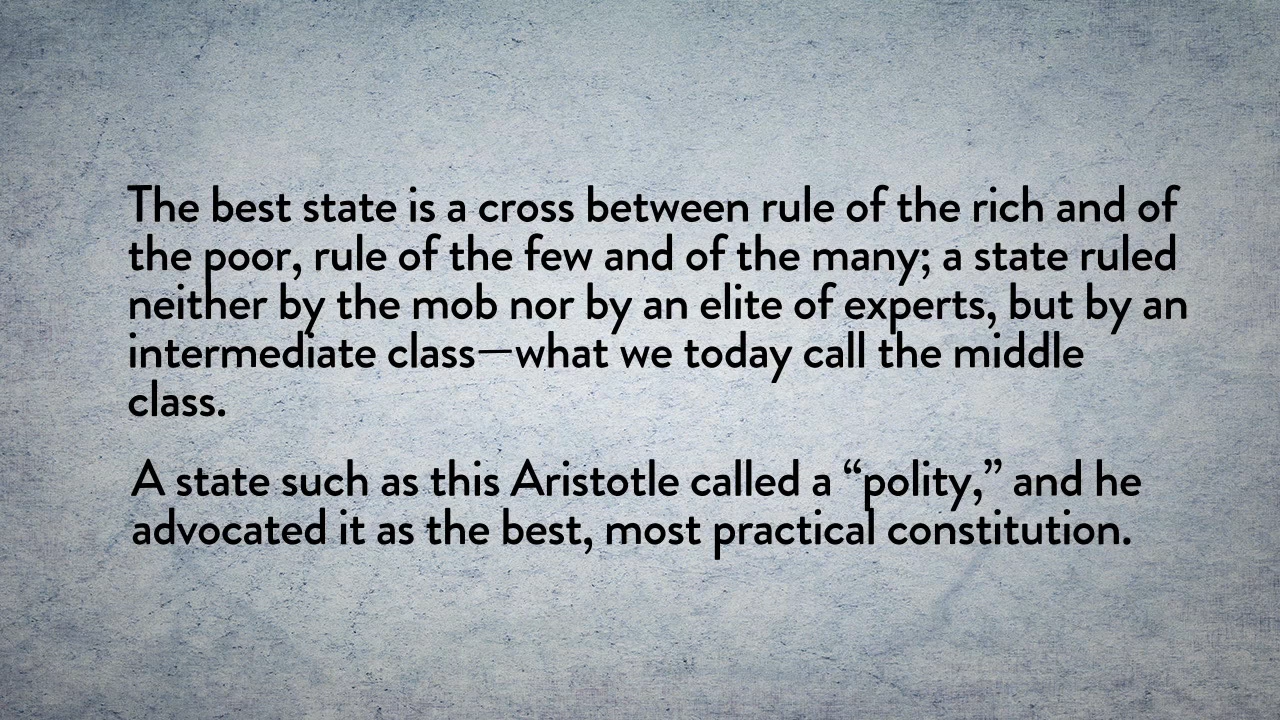 The best state is a cross between rule of the rich and of
the poor, rule of the few and of the many; a state ruled
neither by the mob nor by an elite of experts, but by an
intermediate class—what we today call the middle
class.
A state such as this Aristotle called a “polity,” and he
advocated it as the best, most practical constitution.